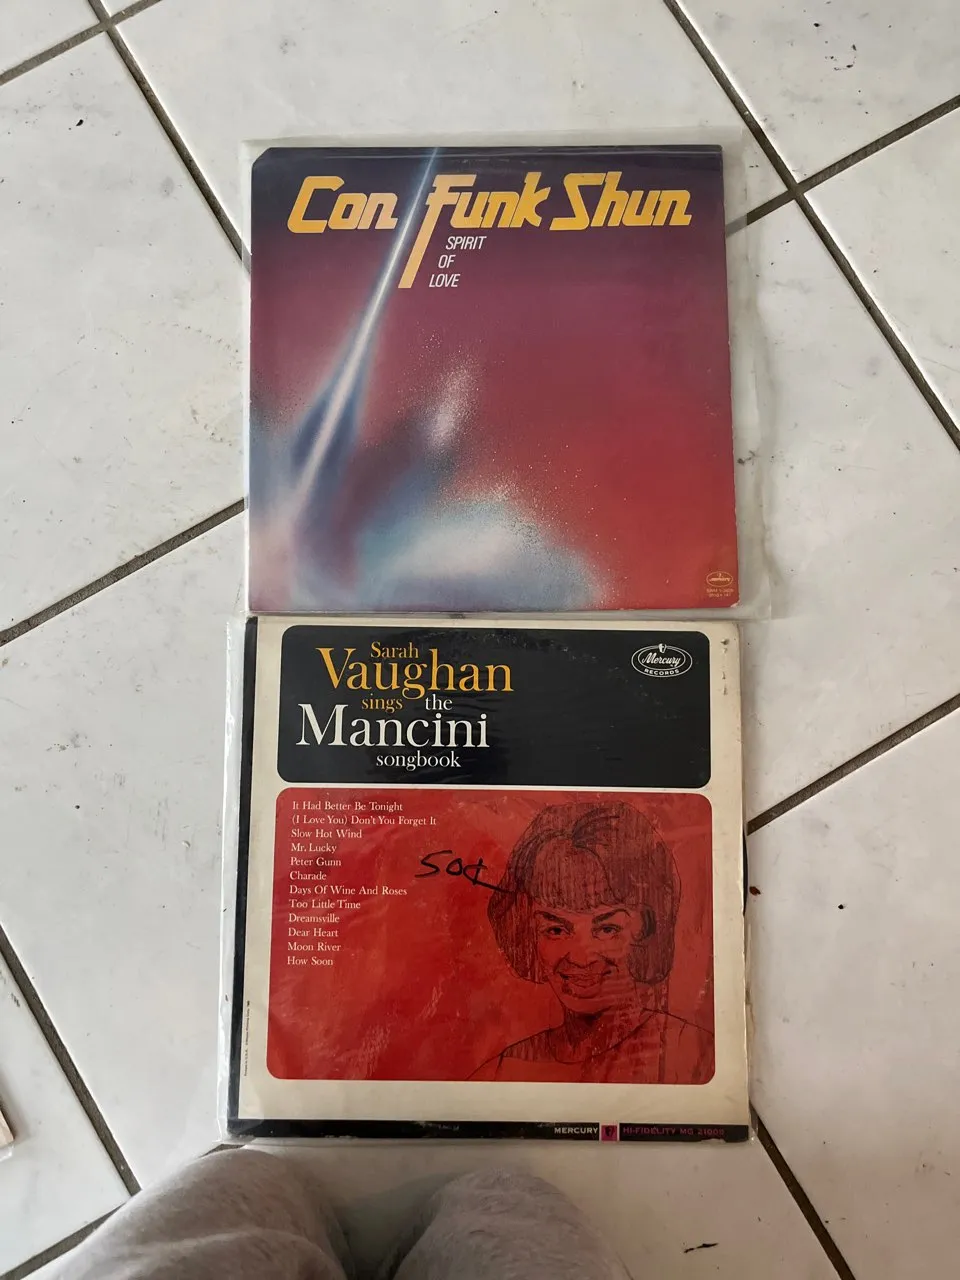 Con Funk Shun
SPIRIT
OF
LOVE
Mercury
Sarah
Vaughan
sings the
Mancini
songbook
Mercury
RECORDS
It Had Better Be Tonight
(I Love You) Don't You Forget It
Slow Hot Wind
Mr. Lucky
Peter Gunn
Charade
Days Of Wine And Roses
Too Little Time
Dreamsville
Dear Heart
Moon River
How Soon
MERCURY HI-FIDELITY MG 21009